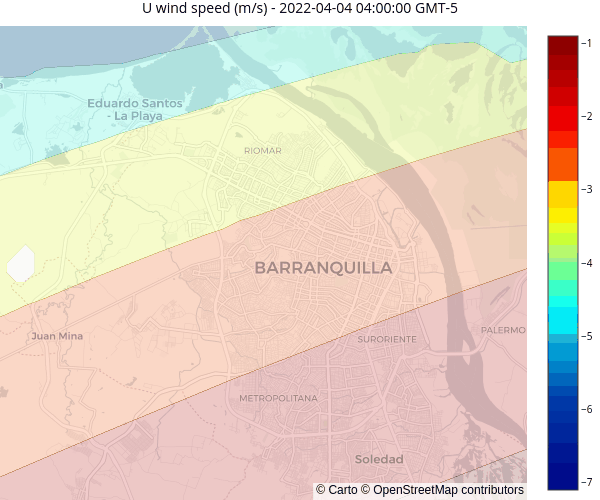 U wind speed (m/s) - 2022-04-04 04:00:00 GMT-5
Eduardo Santos
- La Playa
RIOMAR
BARRANQUILLA
Juan Mina
SURORIENTE
PALERMO
METROPOLITANA
Soledad
© Carto © OpenStreetMap contributors
−1
−2
−3
−4
−5
−6
−7